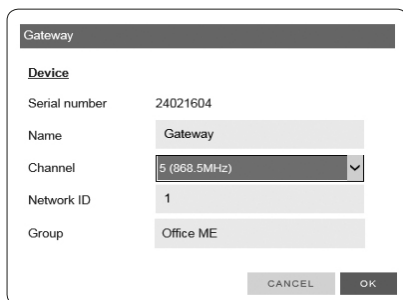 Gateway
Device
Serial number 24021604
Name Gateway
Channel 5 (868.5MHz)
Network ID 1
Group Office ME
CANCEL OK